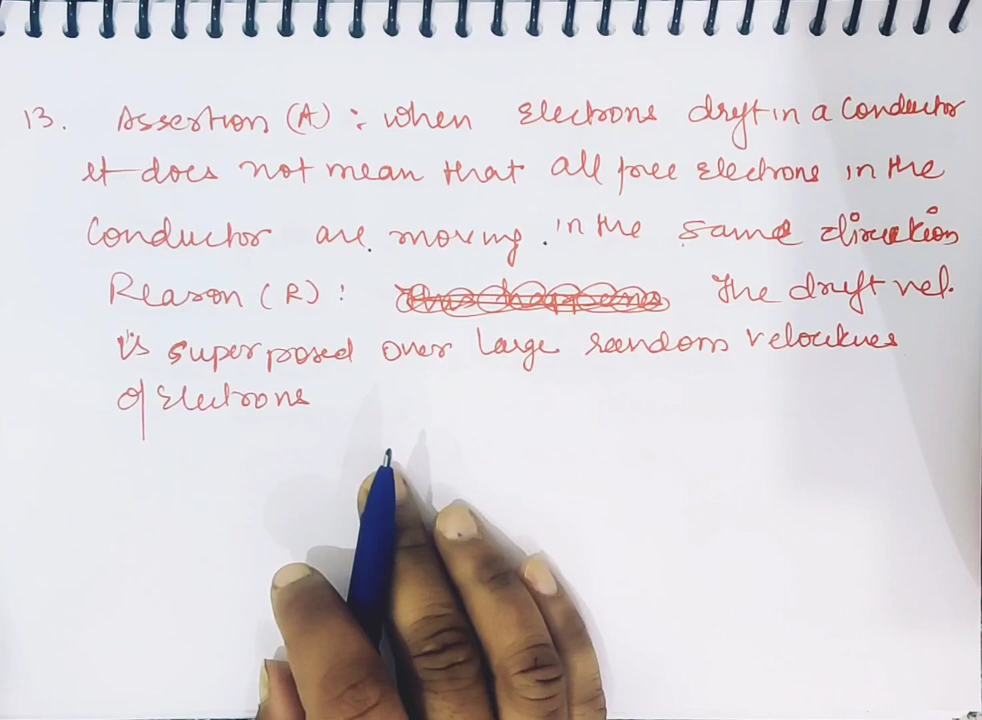 13. Assertion (A) : when Electrons dryt in a Conductor
it does not mean that all free electrons in the
Conductor are moving in the same direction
Reason (R) : The drift vel.
is superposed over large random velocities
of Electrons